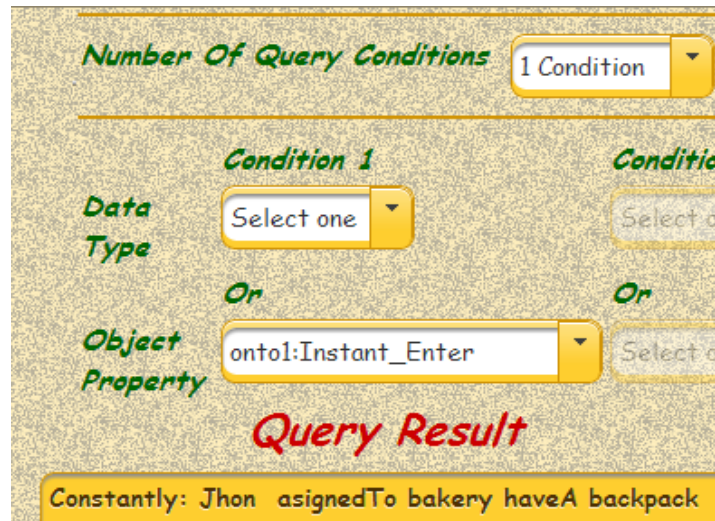 Number Of Query Conditions 1 Condition
Condition 1
Data Type Select one
Or Or
Object Property onto1:Instant_Enter
Query Result
Constantly: Jhon asignedTo bakery haveA backpack